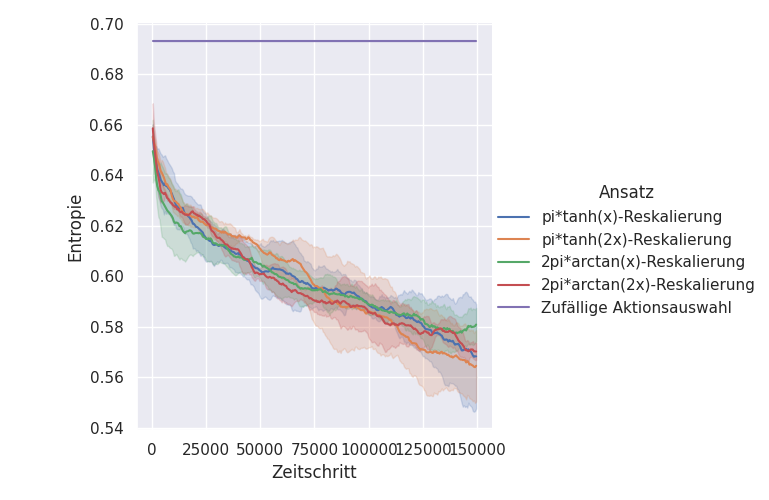 0.70
0.68
0.66
0.64
0.62
0.60
0.58
0.56
0.54
Entropie
0 25000 50000 75000 100000 125000 150000
Zeitschritt
Ansatz
pi*tanh(x)-Reskalierung
pi*tanh(2x)-Reskalierung
2pi*arctan(x)-Reskalierung
2pi*arctan(2x)-Reskalierung
Zufällige Aktionsauswahl